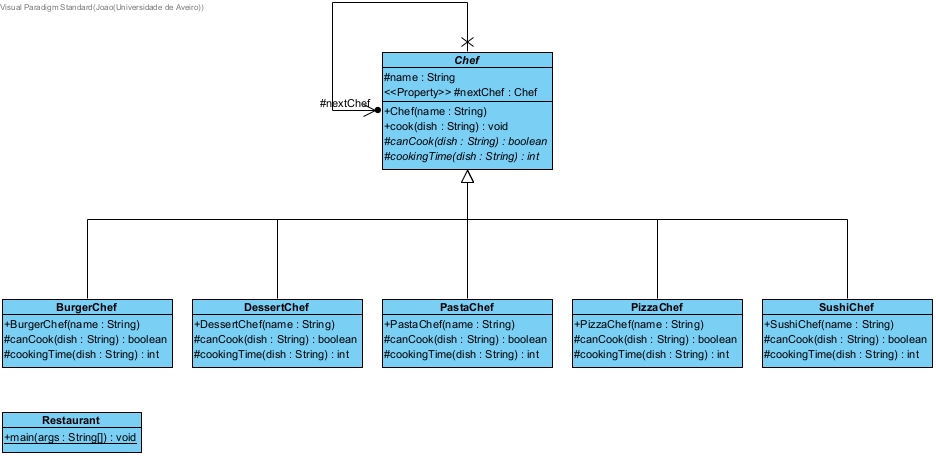 Visual Paradigm Standard(Joao(Universidade de Aveiro))
Chef
#name : String
<<Property>> #nextChef : Chef
#nextChef
+Chef(name : String)
+cook(dish : String) : void
#canCook(dish : String) : boolean
#cookingTime(dish : String) : int
BurgerChef
+BurgerChef(name : String)
#canCook(dish : String) : boolean
#cookingTime(dish : String) : int
DessertChef
+DessertChef(name : String)
#canCook(dish : String) : boolean
#cookingTime(dish : String) : int
PastaChef
+PastaChef(name : String)
#canCook(dish : String) : boolean
#cookingTime(dish : String) : int
PizzaChef
+PizzaChef(name : String)
#canCook(dish : String) : boolean
#cookingTime(dish : String) : int
SushiChef
+SushiChef(name : String)
#canCook(dish : String) : boolean
#cookingTime(dish : String) : int
Restaurant
+main(args : String[]) : void